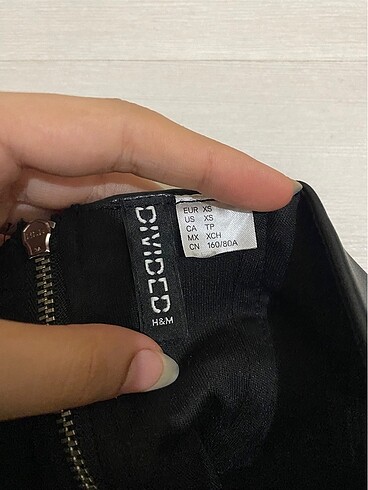 DIVIDED
H&M
EUR XS
US XS
CA TP
MX XCH
CN 160/80A